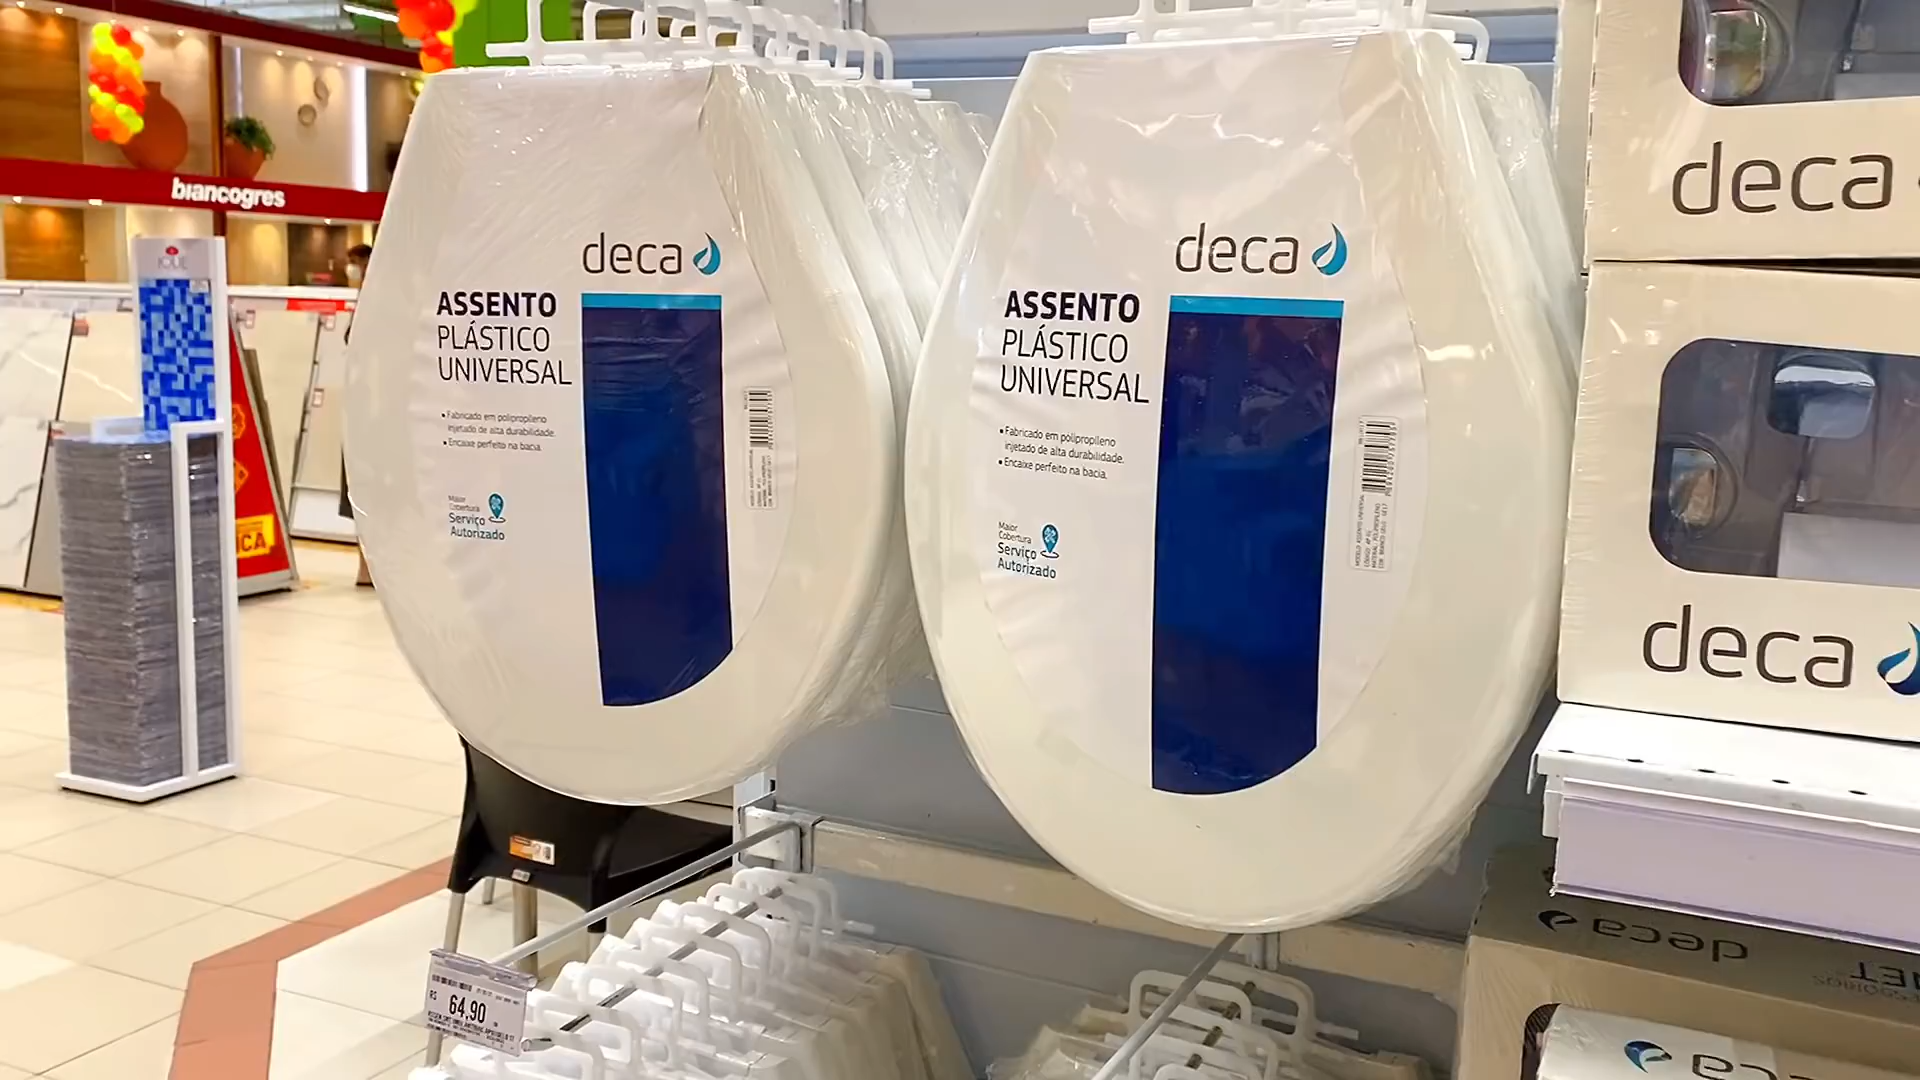 biancogres
deca
ASSENTO
PLÁSTICO
UNIVERSAL
• Fabricado em polipropileno
injetado de alta durabilidade.
• Encaixe perfeito na bacia.
Maior
Cobertura
Serviço
Autorizado
deca
ASSENTO
PLÁSTICO
UNIVERSAL
• Fabricado em polipropileno
injetado de alta durabilidade.
• Encaixe perfeito na bacia.
Maior
Cobertura
Serviço
Autorizado
deca
deca
deca
R$ 64,90